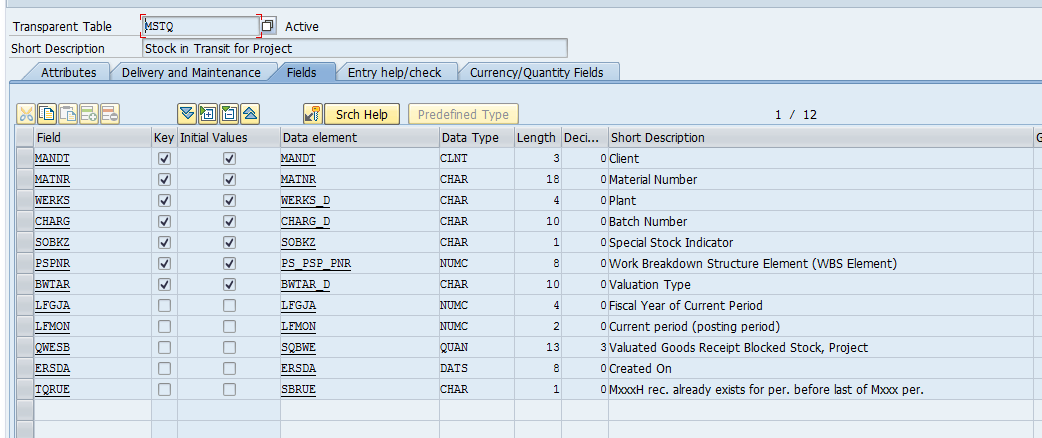 Transparent Table MSTQ Active
Short Description Stock in Transit for Project
Attributes Delivery and Maintenance Fields Entry help/check Currency/Quantity Fields
Srch Help Predefined Type 1 / 12
Field Key Initial Values Data element Data Type Length Deci... Short Description G
MANDT MANDT CLNT 3 0 Client
MATNR MATNR CHAR 18 0 Material Number
WERKS WERKS_D CHAR 4 0 Plant
CHARG CHARG_D CHAR 10 0 Batch Number
SOBKZ SOBKZ CHAR 1 0 Special Stock Indicator
PSPNR PS_PSP_PNR NUMC 8 0 Work Breakdown Structure Element (WBS Element)
BWTAR BWTAR_D CHAR 10 0 Valuation Type
LFGJA LFGJA NUMC 4 0 Fiscal Year of Current Period
LFMON LFMON NUMC 2 0 Current period (posting period)
QWESB SQBWE QUAN 13 3 Valuated Goods Receipt Blocked Stock, Project
ERSDA ERSDA DATS 8 0 Created On
TQRUE SBRUE CHAR 1 0 MxxxH rec. already exists for per. before last of Mxxx per.